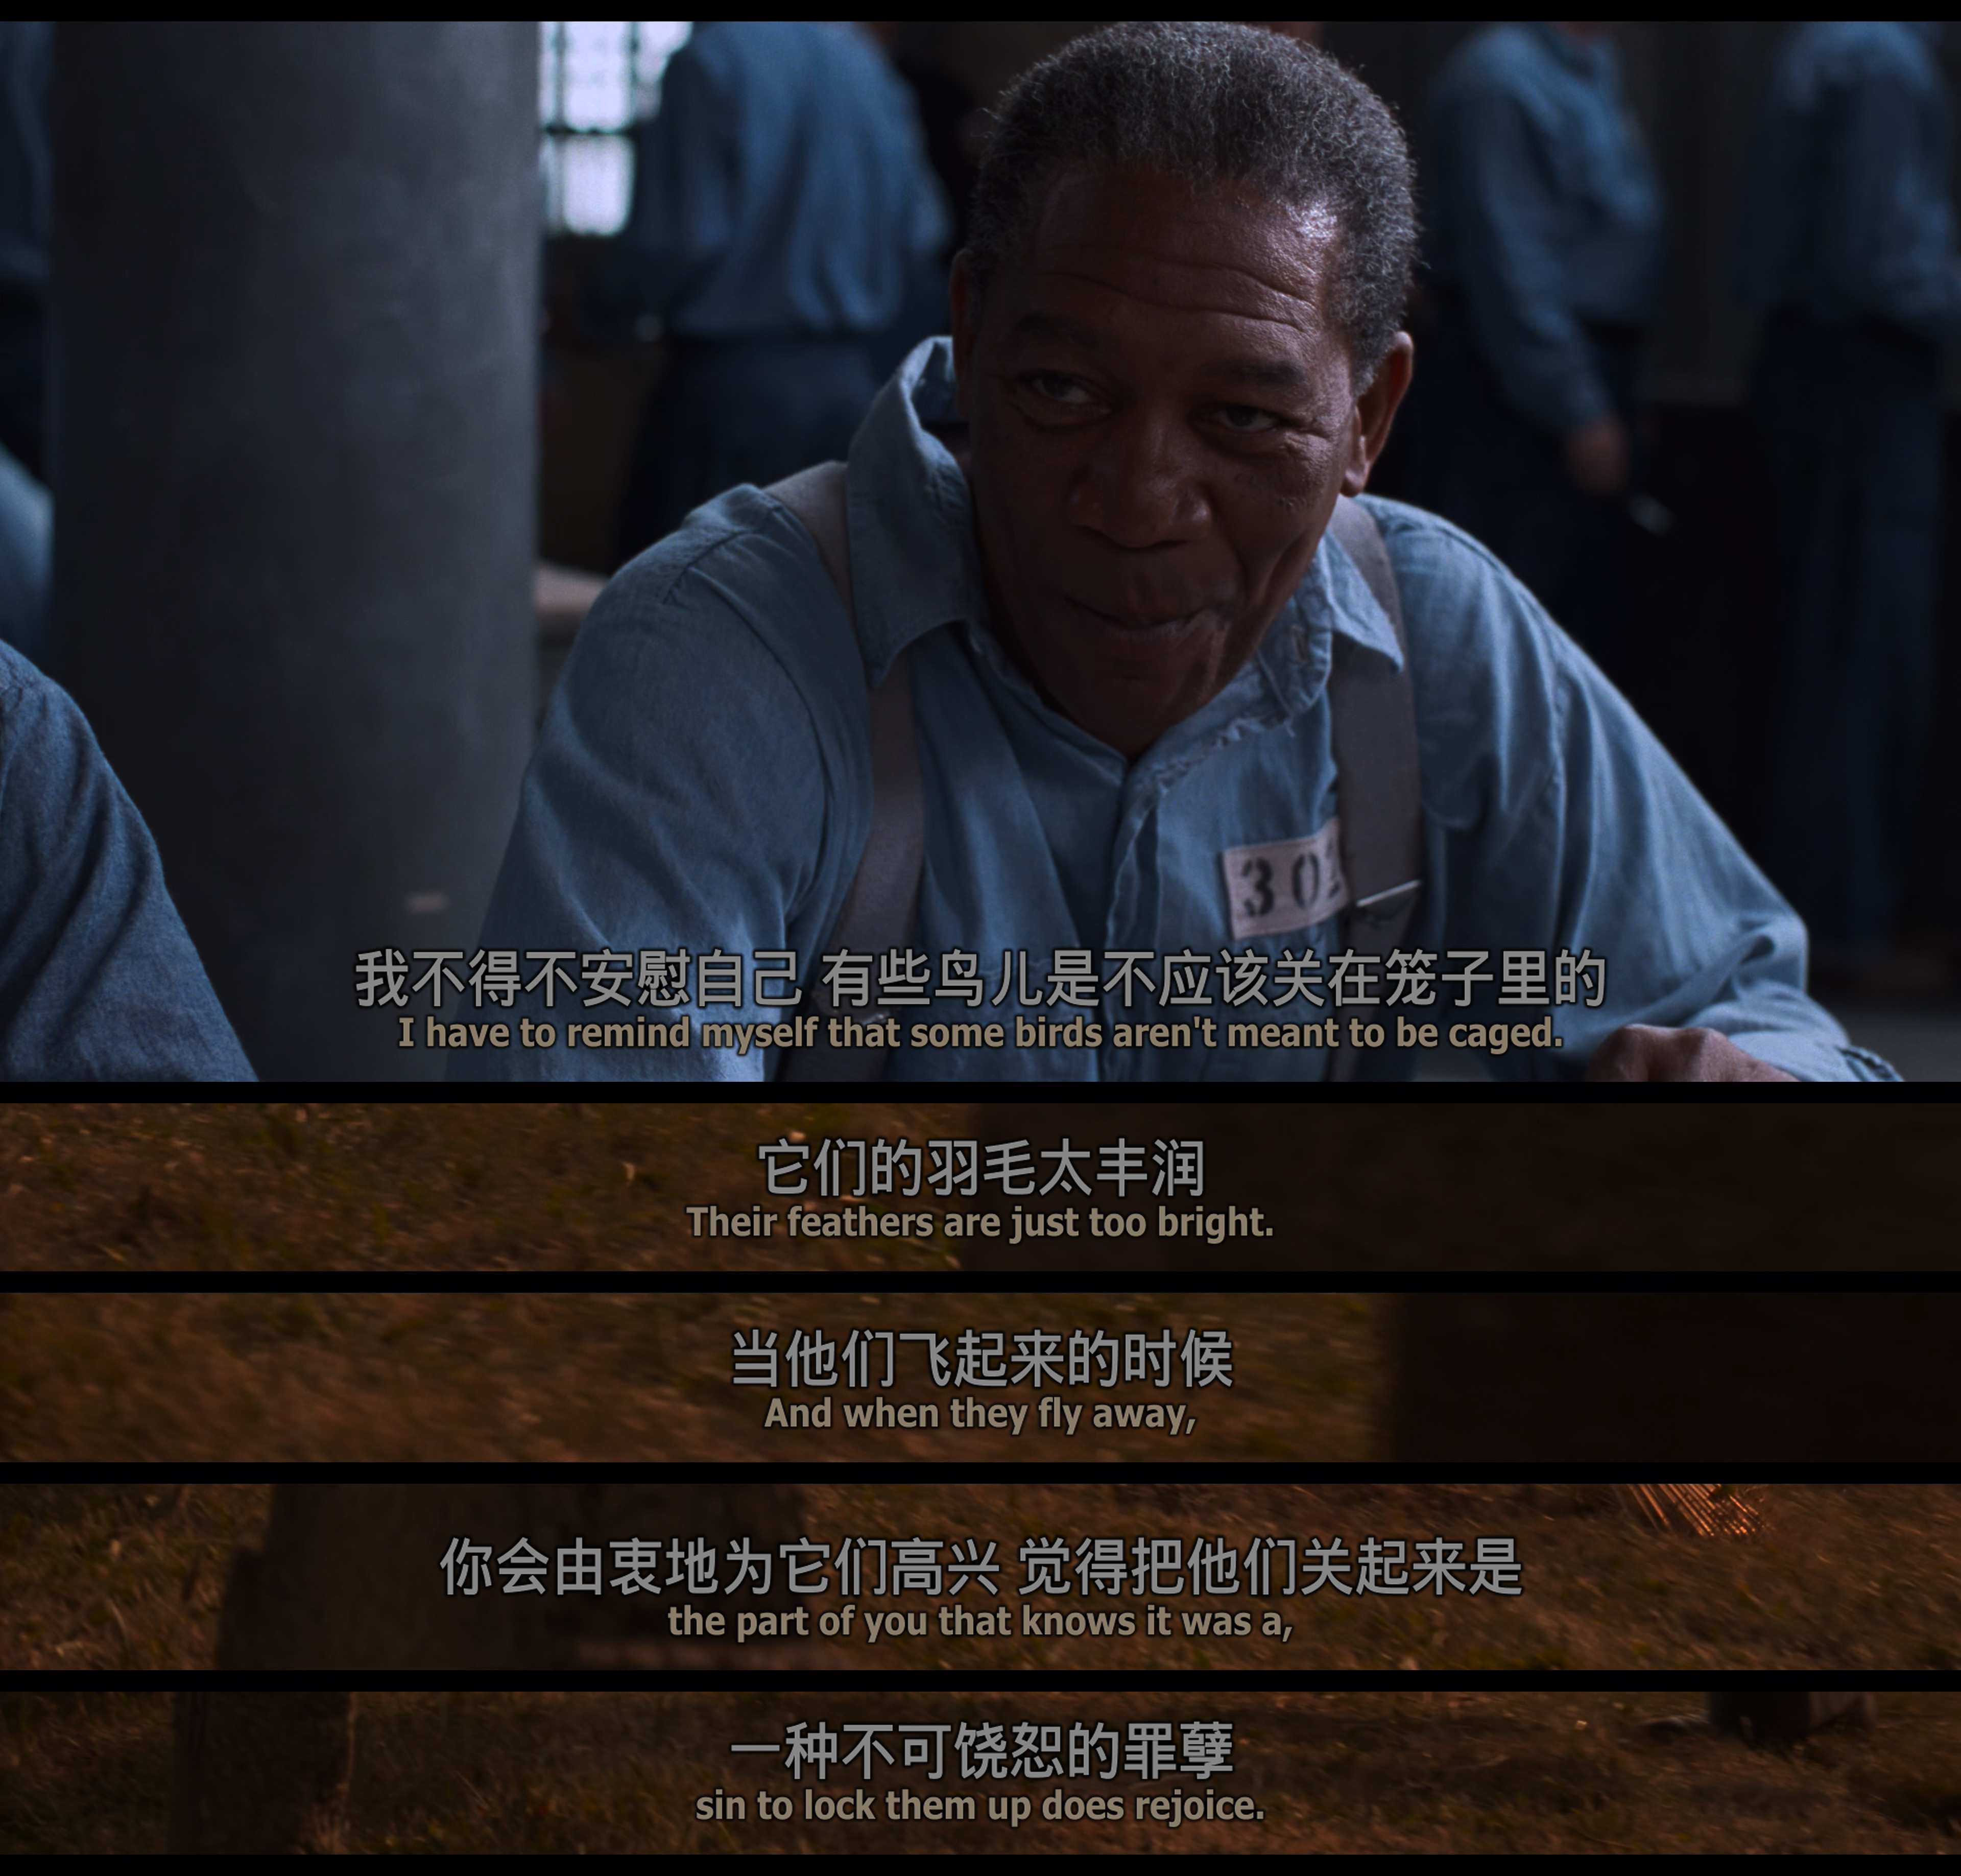 302
我不得不安慰自己 有些鸟儿是不应该关在笼子里的
I have to remind myself that some birds aren't meant to be caged.
它们的羽毛太丰润
Their feathers are just too bright.
当他们飞起来的时候
And when they fly away,
你会由衷地为它们高兴 觉得把他们关起来是
the part of you that knows it was a,
一种不可饶恕的罪孽
sin to lock them up does rejoice.